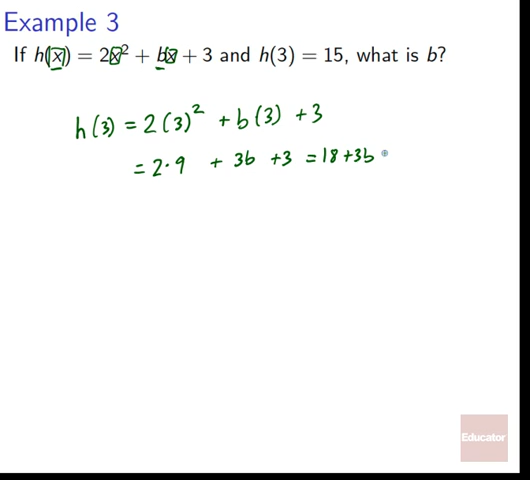 Example 3
If h(x) = 2x² + bx + 3 and h(3) = 15, what is b?
h(3) = 2(3)² + b(3) + 3
= 2·9 + 3b + 3 = 18 + 3b
Educator